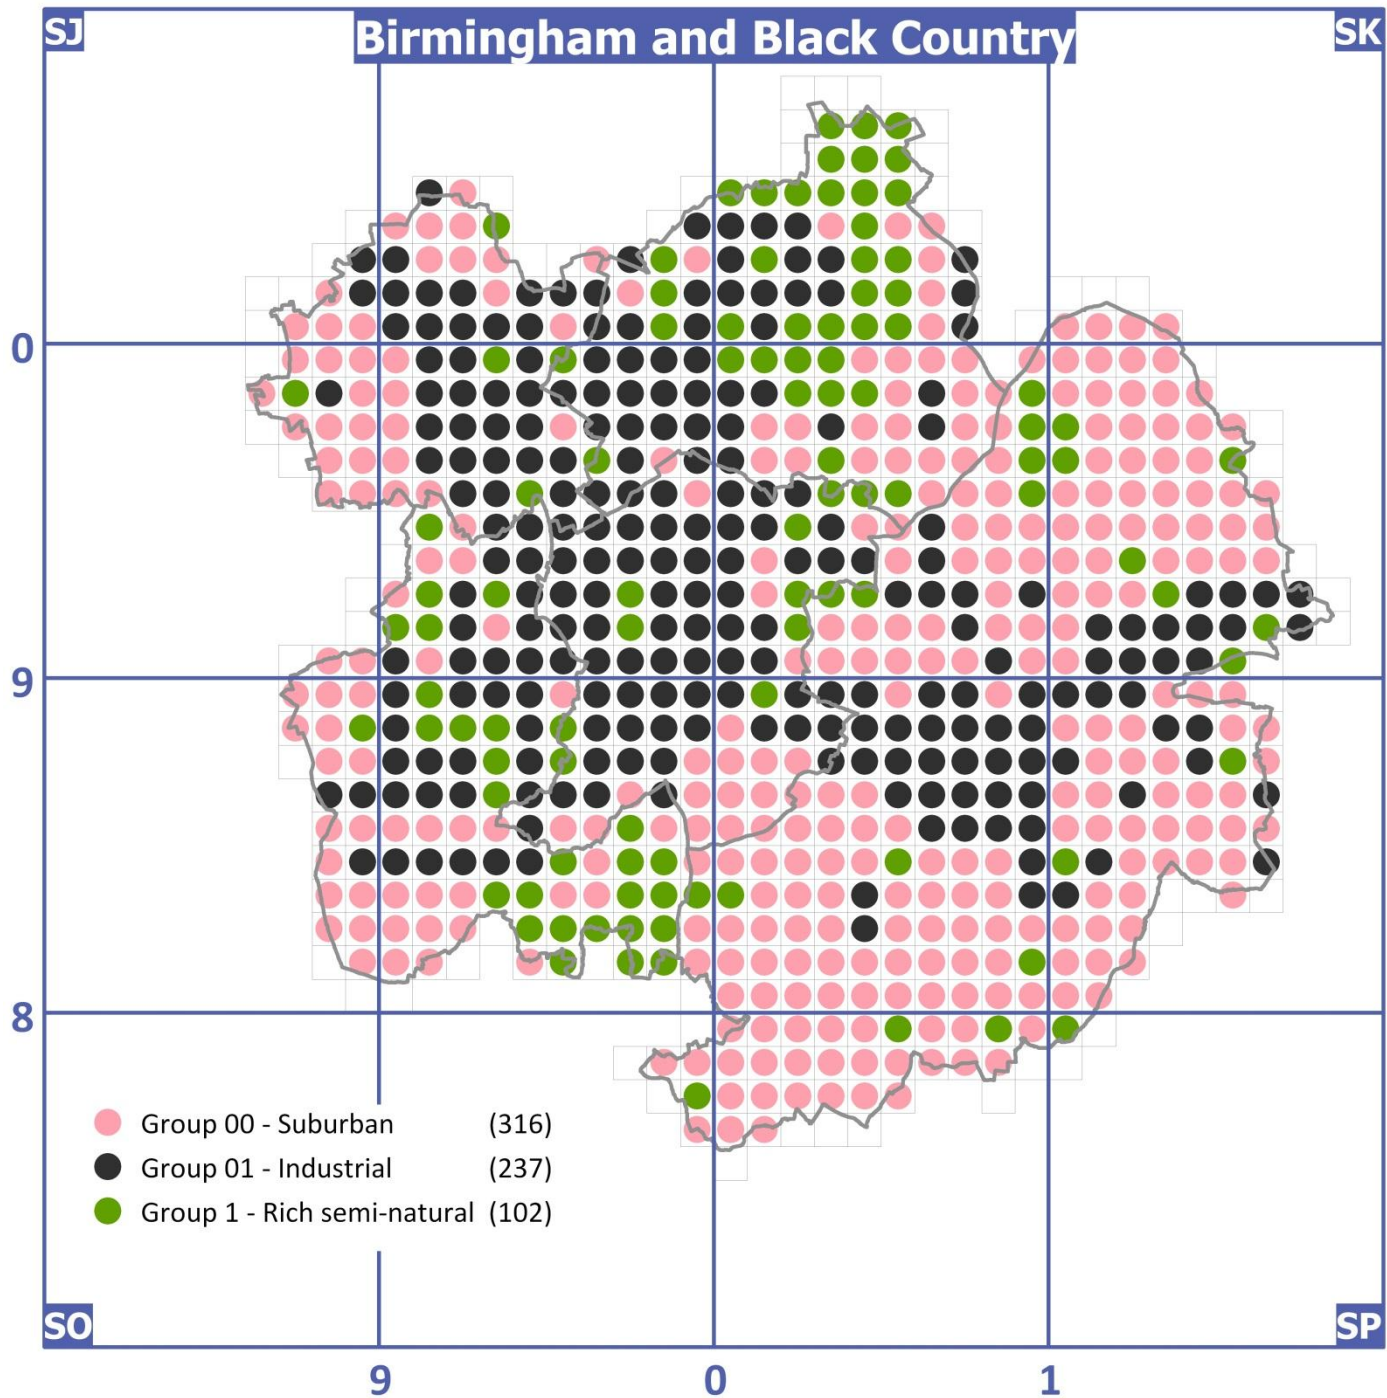 SJ
Birmingham and Black Country
SK
0
9
8
Group 00 - Suburban (316)
Group 01 - Industrial (237)
Group 1 - Rich semi-natural (102)
SO
SP
9 0 1